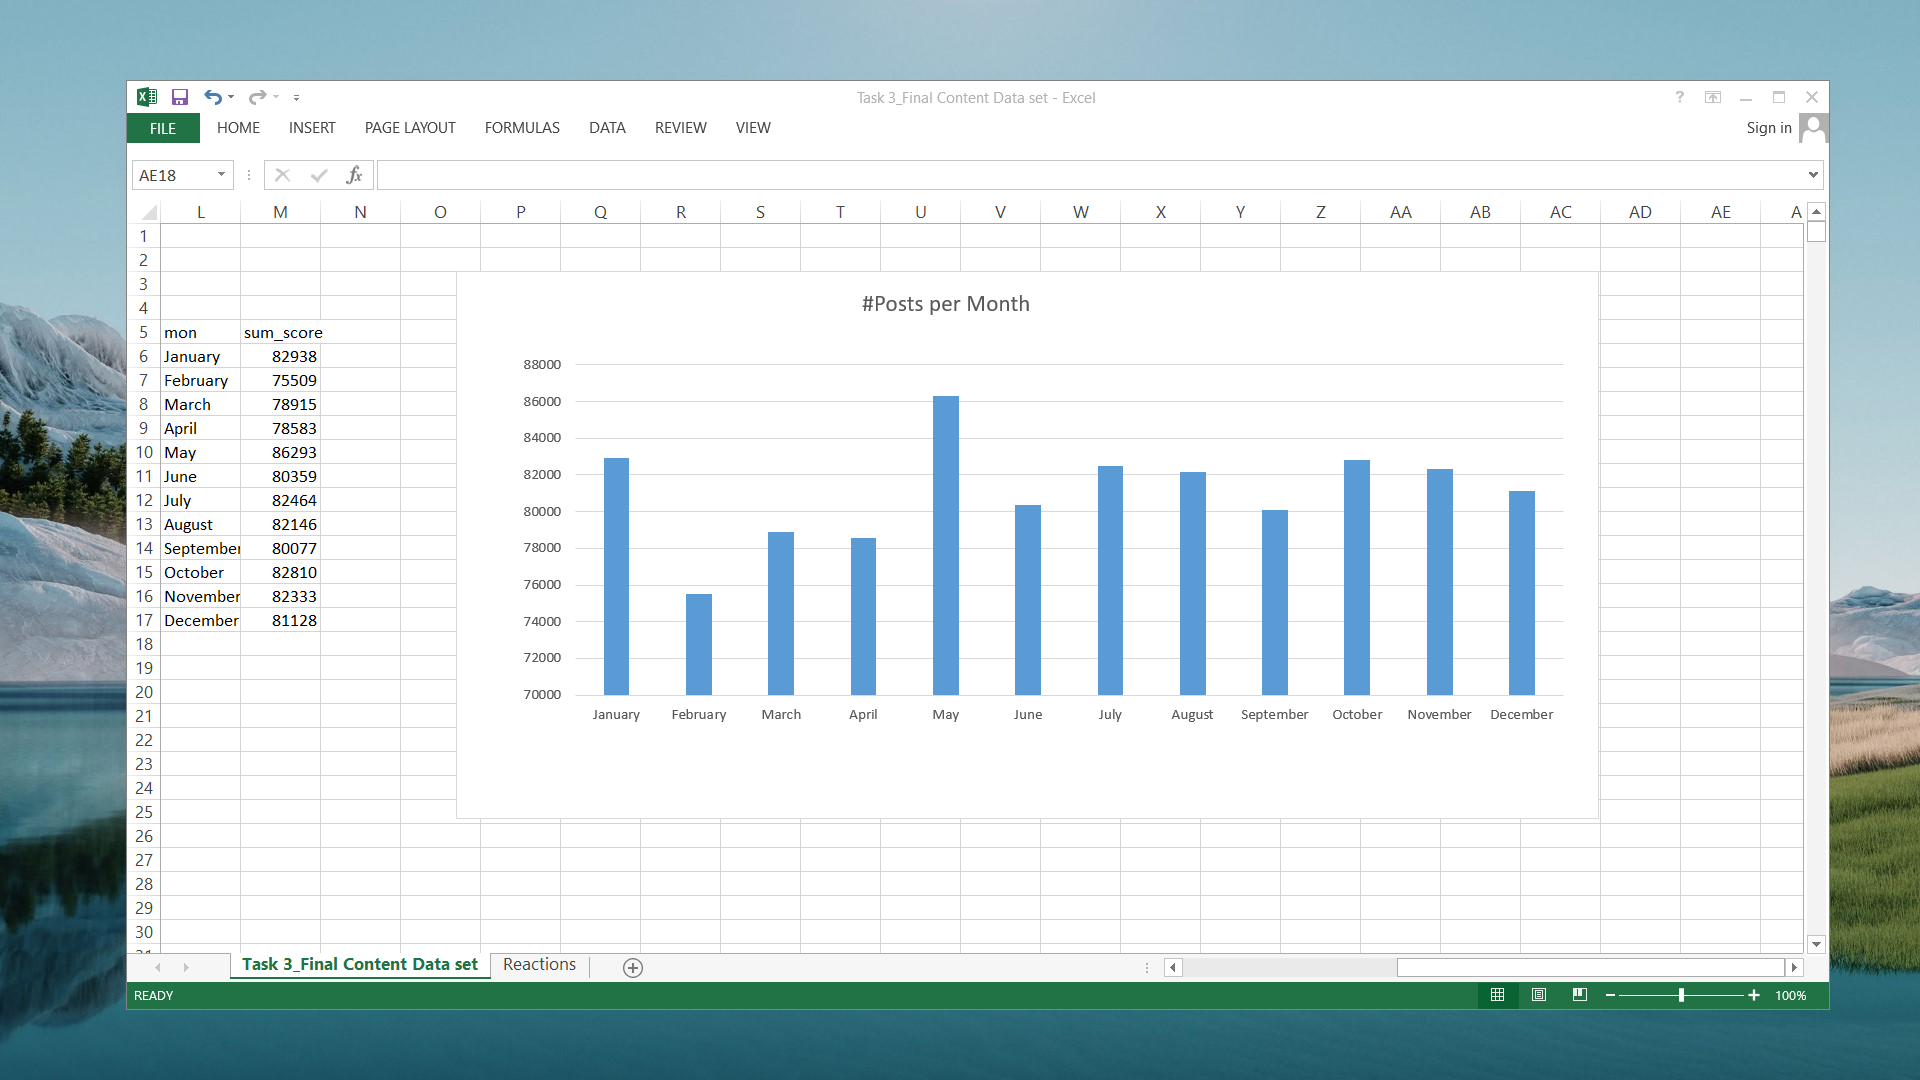 Task 3_Final Content Data set - Excel
?
FILE HOME INSERT PAGE LAYOUT FORMULAS DATA REVIEW VIEW
Sign in
AE18
fx
L M N O P Q R S T U V W X Y Z AA AB AC AD AE A
1
2
3
4
5 mon sum_score
6 January 82938
7 February 75509
8 March 78915
9 April 78583
10 May 86293
11 June 80359
12 July 82464
13 August 82146
14 September 80077
15 October 82810
16 November 82333
17 December 81128
18
19
20
21
22
23
24
25
26
27
28
29
30
#Posts per Month
88000
86000
84000
82000
80000
78000
76000
74000
72000
70000
January February March April May June July August September October November December
Task 3_Final Content Data set Reactions
READY
100%